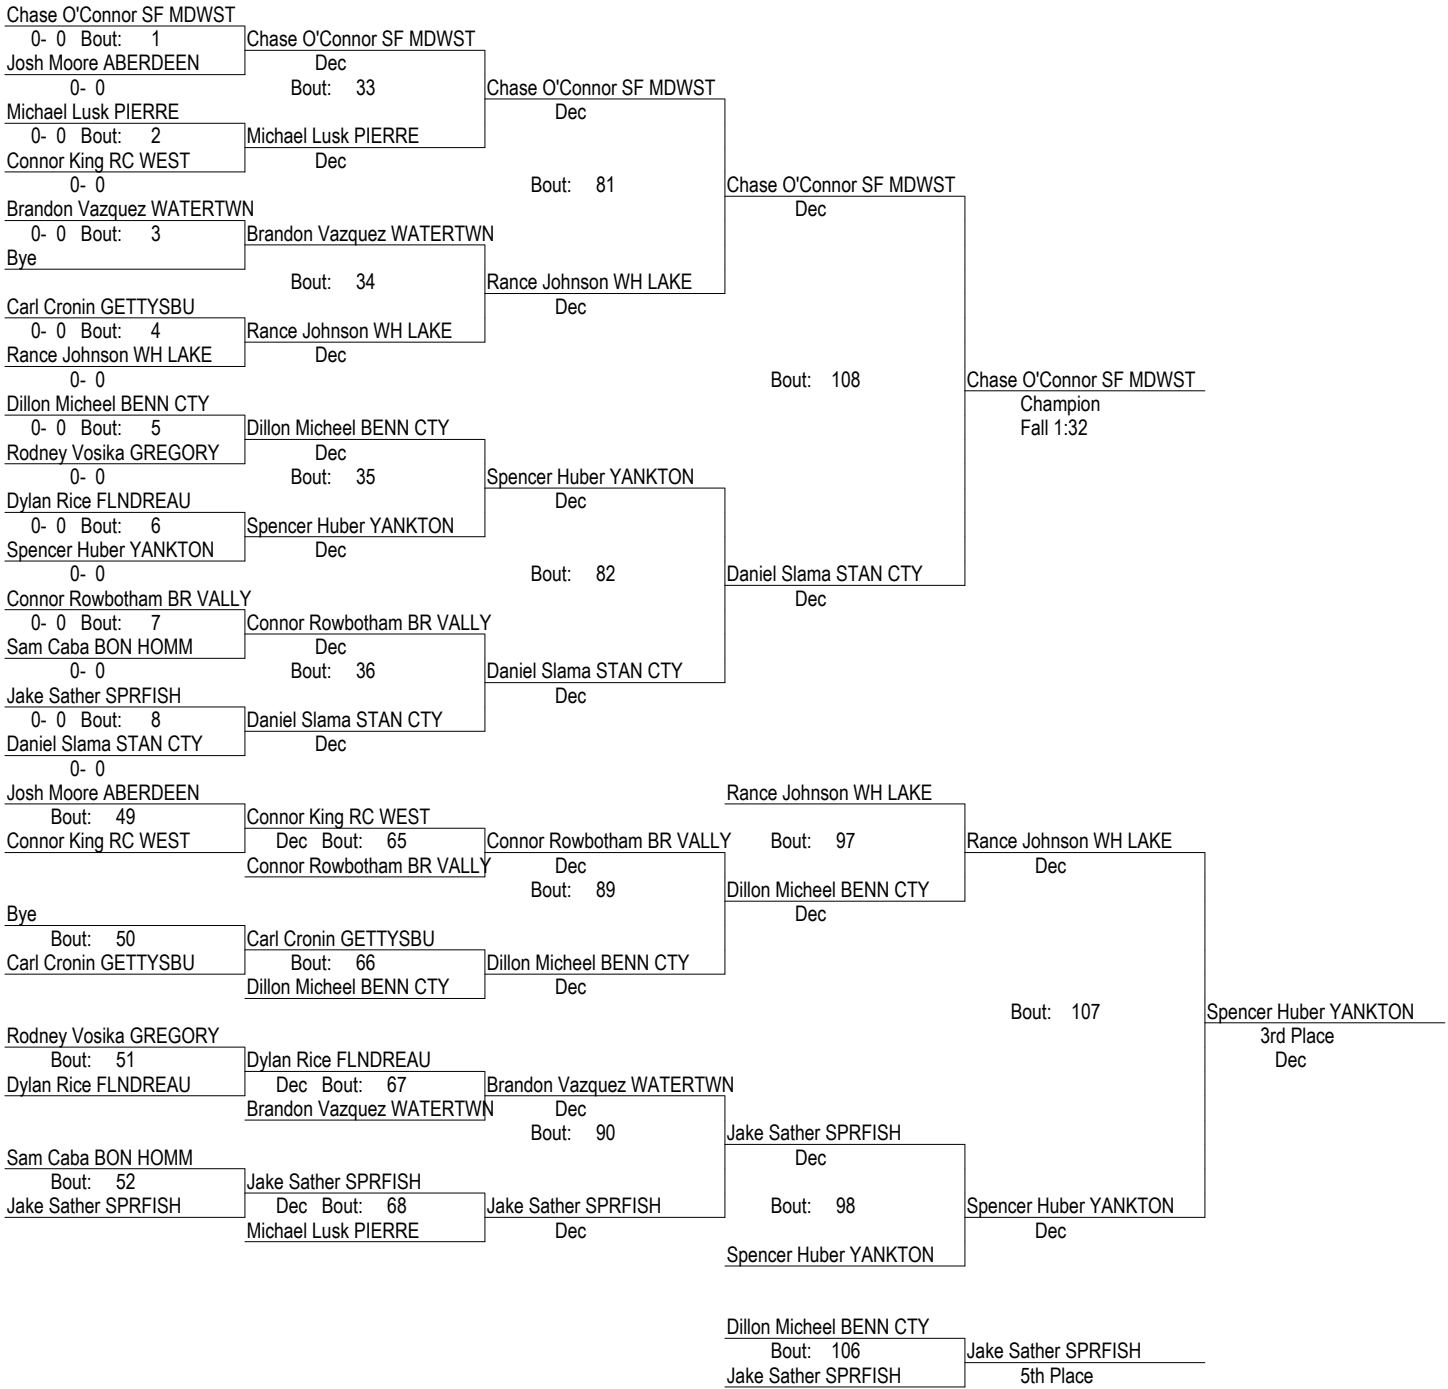 Chase O'Connor SF MDWST
0- 0 Bout: 1 Chase O'Connor SF MDWST
Josh Moore ABERDEEN Dec
0- 0 Bout: 33 Chase O'Connor SF MDWST
Michael Lusk PIERRE Dec
0- 0 Bout: 2 Michael Lusk PIERRE
Connor King RC WEST Dec
0- 0 Bout: 81 Chase O'Connor SF MDWST
Brandon Vazquez WATERTWN Dec
0- 0 Bout: 3 Brandon Vazquez WATERTWN
Bye
Bout: 34 Rance Johnson WH LAKE
Carl Cronin GETTYSBU Dec
0- 0 Bout: 4 Rance Johnson WH LAKE
Rance Johnson WH LAKE Dec
0- 0 Bout: 108 Chase O'Connor SF MDWST
Dillon Micheel BENN CTY Champion
0- 0 Bout: 5 Dillon Micheel BENN CTY Fall 1:32
Rodney Vosika GREGORY Dec
0- 0 Bout: 35 Spencer Huber YANKTON
Dylan Rice FLNDREAU Dec
0- 0 Bout: 6 Spencer Huber YANKTON
Spencer Huber YANKTON Dec
0- 0 Bout: 82 Daniel Slama STAN CTY
Connor Rowbotham BR VALLY Dec
0- 0 Bout: 7 Connor Rowbotham BR VALLY
Sam Caba BON HOMM Dec
0- 0 Bout: 36 Daniel Slama STAN CTY
Jake Sather SPRFISH Dec
0- 0 Bout: 8 Daniel Slama STAN CTY
Daniel Slama STAN CTY Dec
0- 0
Josh Moore ABERDEEN Rance Johnson WH LAKE
Bout: 49 Connor King RC WEST
Connor King RC WEST Dec Bout: 65 Connor Rowbotham BR VALLY Bout: 97 Rance Johnson WH LAKE
Connor Rowbotham BR VALLY Dec Dec
Bout: 89 Dillon Micheel BENN CTY
Bye Dec
Bout: 50 Carl Cronin GETTYSBU
Carl Cronin GETTYSBU Bout: 66 Dillon Micheel BENN CTY
Dillon Micheel BENN CTY Dec
Bout: 107 Spencer Huber YANKTON
Rodney Vosika GREGORY 3rd Place
Bout: 51 Dylan Rice FLNDREAU Dec
Dylan Rice FLNDREAU Dec Bout: 67 Brandon Vazquez WATERTWN
Brandon Vazquez WATERTWN Dec
Bout: 90 Jake Sather SPRFISH
Sam Caba BON HOMM Dec
Bout: 52 Jake Sather SPRFISH
Jake Sather SPRFISH Dec Bout: 68 Jake Sather SPRFISH Bout: 98 Spencer Huber YANKTON
Michael Lusk PIERRE Dec Dec
Spencer Huber YANKTON
Dillon Micheel BENN CTY
Bout: 106 Jake Sather SPRFISH
Jake Sather SPRFISH 5th Place